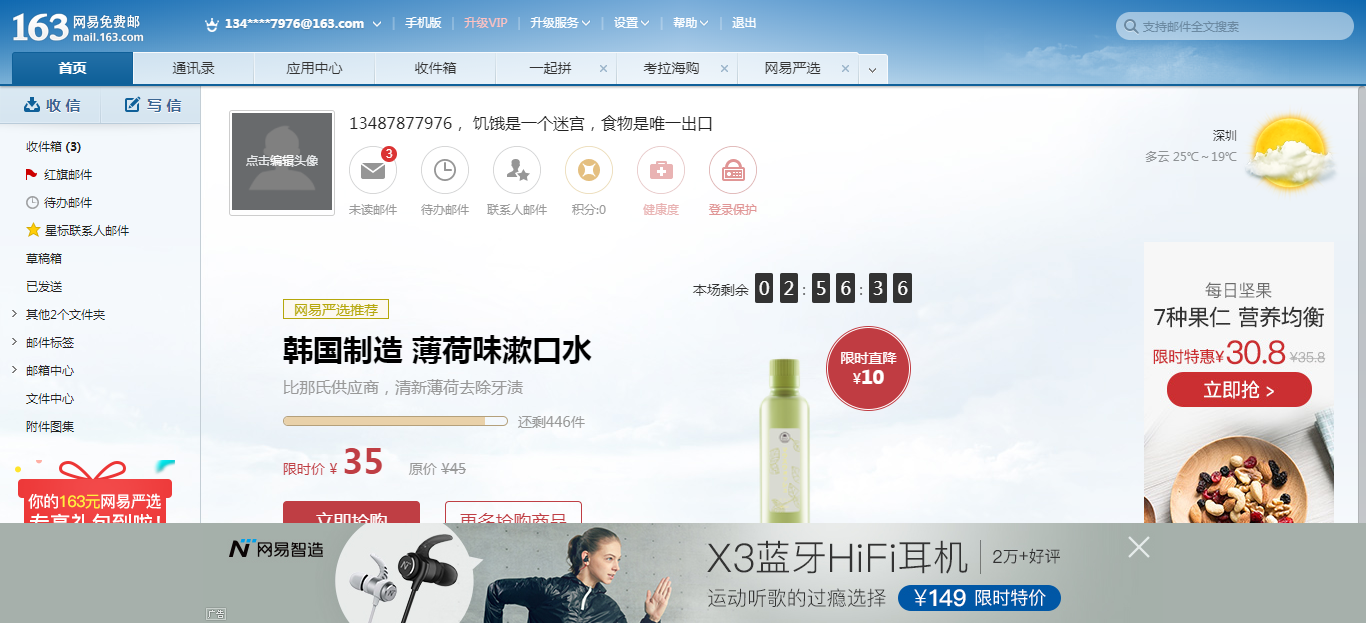 163 网易免费邮
mail.163.com
134****7976@163.com
手机版
升级VIP
升级服务
设置
帮助
退出
支持邮件全文搜索
首页
通讯录
应用中心
收件箱
一起拼
考拉海购
网易严选
收信
写信
收件箱 (3)
红旗邮件
待办邮件
星标联系人邮件
草稿箱
已发送
其他2个文件夹
邮件标签
邮箱中心
文件中心
附件图集
你的163元网易严选
专享礼包到啦!
点击编辑头像
13487877976 , 饥饿是一个迷宫,食物是唯一出口
3
未读邮件
待办邮件
联系人邮件
积分:0
健康度
登录保护
深圳
多云 25℃~19℃
本场剩余 02:56:36
网易严选推荐
韩国制造 薄荷味漱口水
比那氏供应商,清新薄荷去除牙渍
还剩446件
限时价 ¥ 35
原价 ¥45
立即抢购
更多抢购商品
限时直降
¥10
每日坚果
7种果仁 营养均衡
限时特惠¥30.8 ¥35.8
立即抢 >
网易智造
X3蓝牙HiFi耳机
2万+好评
运动听歌的过瘾选择
¥149 限时特价
广告